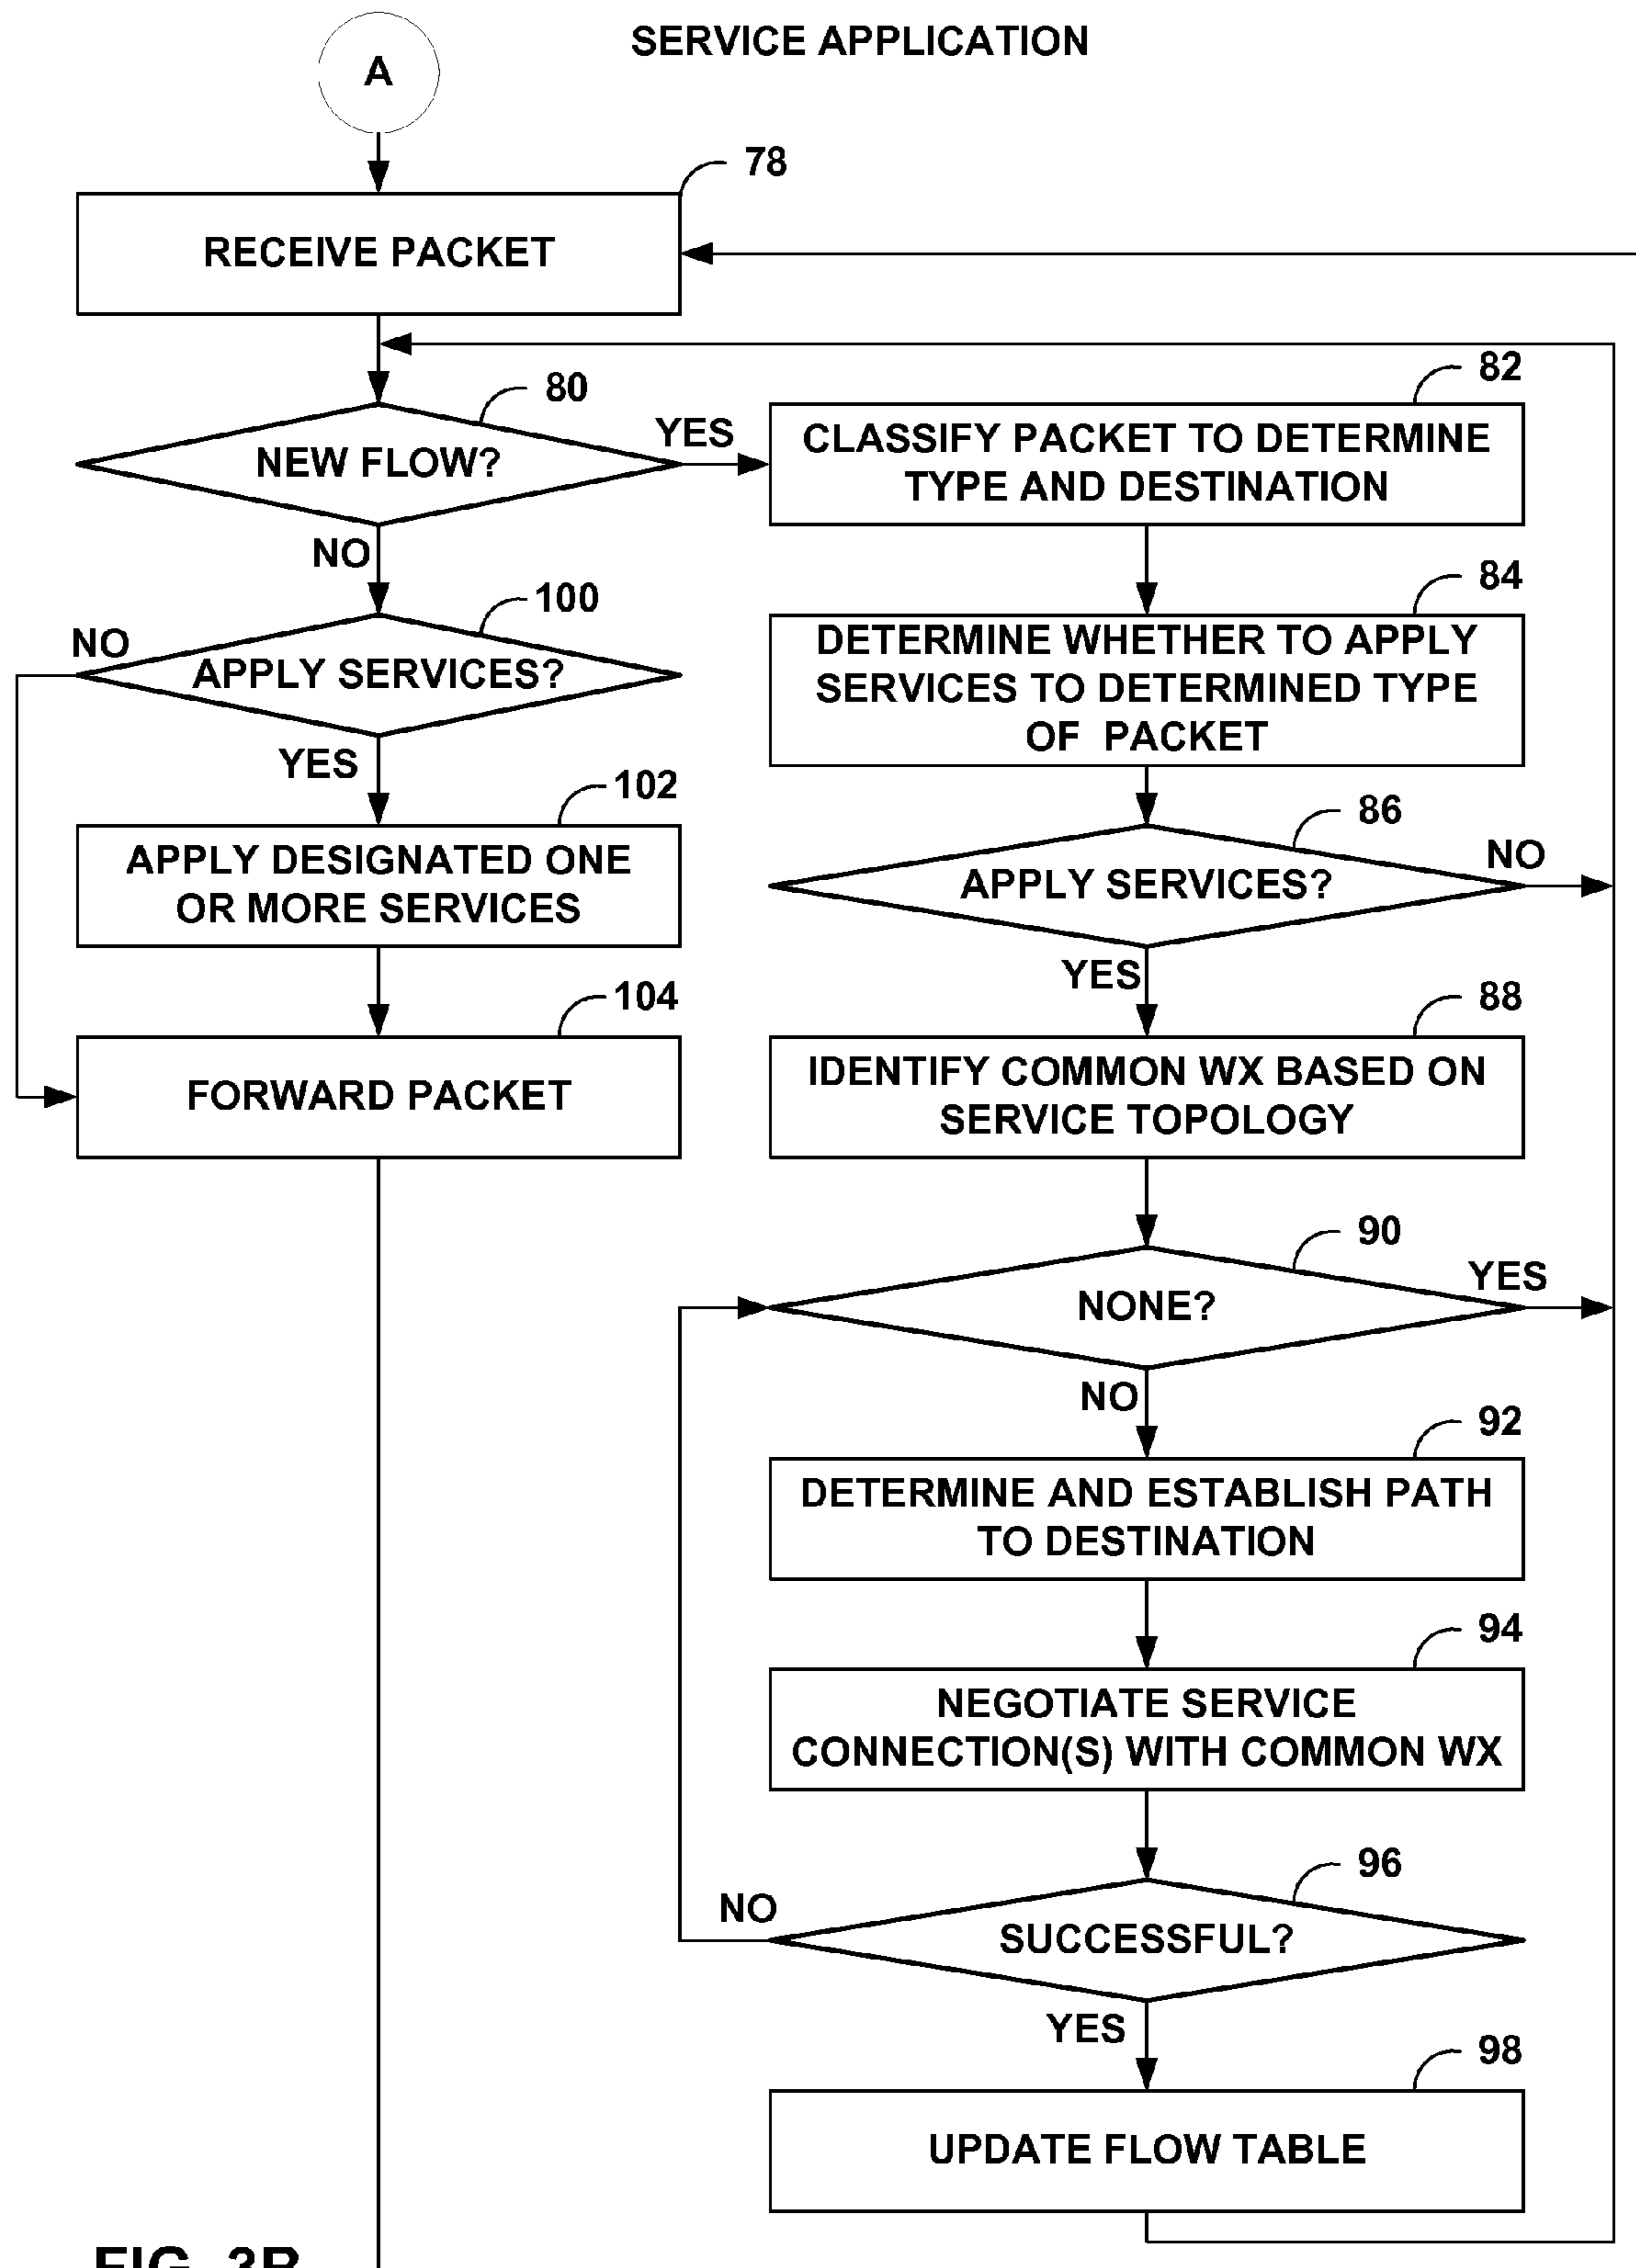 SERVICE APPLICATION
A
78
RECEIVE PACKET
80
NEW FLOW?
YES
NO
82
CLASSIFY PACKET TO DETERMINE
TYPE AND DESTINATION
100
NO
APPLY SERVICES?
YES
84
DETERMINE WHETHER TO APPLY
SERVICES TO DETERMINED TYPE
OF PACKET
102
APPLY DESIGNATED ONE
OR MORE SERVICES
86
APPLY SERVICES?
NO
YES
104
FORWARD PACKET
88
IDENTIFY COMMON WX BASED ON
SERVICE TOPOLOGY
90
NONE?
YES
NO
92
DETERMINE AND ESTABLISH PATH
TO DESTINATION
94
NEGOTIATE SERVICE
CONNECTION(S) WITH COMMON WX
96
NO
SUCCESSFUL?
YES
98
UPDATE FLOW TABLE
FIG. 3B